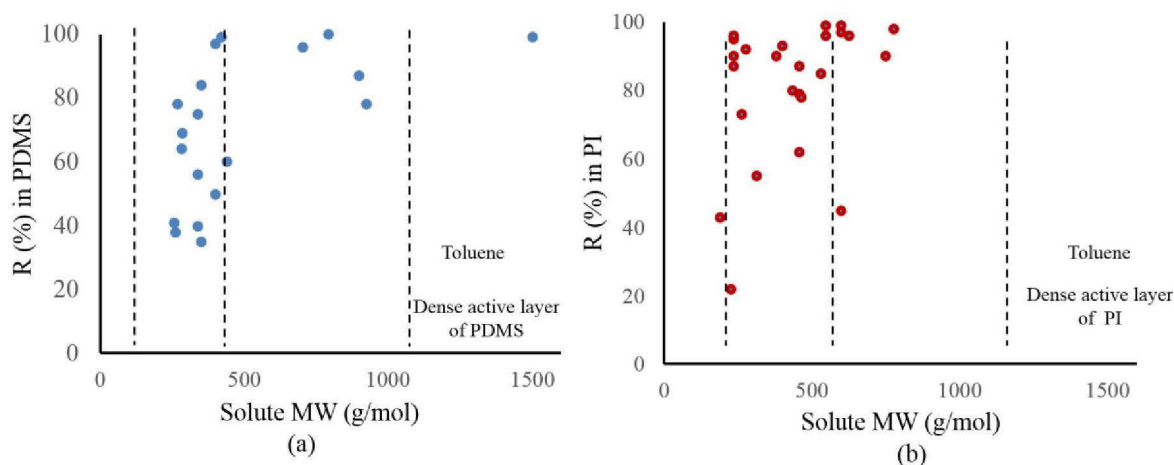 100
80
60
40
20
0
R (%) in PDMS
Toluene
Dense active layer
of PDMS
0
500
1000
1500
Solute MW (g/mol)
(a)
100
80
60
40
20
0
R (%) in PI
Toluene
Dense active layer
of PI
0
500
1000
1500
Solute MW (g/mol)
(b)